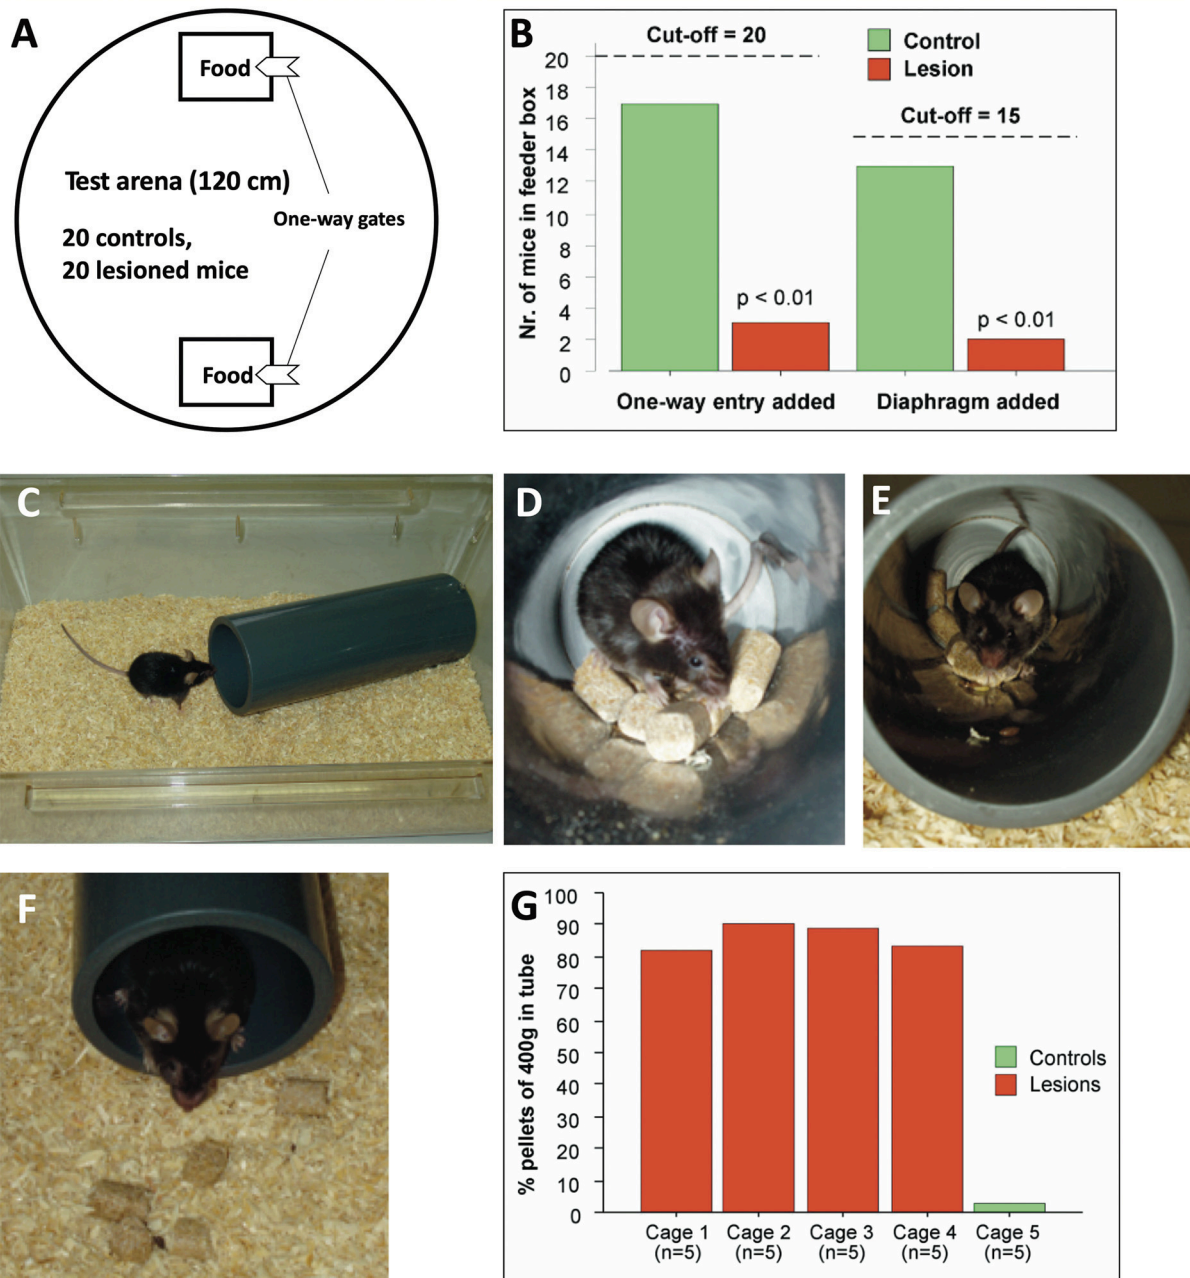 A
Food
Test arena (120 cm)
One-way gates
20 controls,
20 lesioned mice
Food
B
Cut-off = 20
Control
Lesion
Cut-off = 15
Nr. of mice in feeder box
20
18
16
14
12
10
8
6
4
2
0
p < 0.01
p < 0.01
One-way entry added
Diaphragm added
C
D
E
F
G
% pellets of 400g in tube
100
90
80
70
60
50
40
30
20
10
0
Controls
Lesions
Cage 1 Cage 2 Cage 3 Cage 4 Cage 5
(n=5) (n=5) (n=5) (n=5) (n=5)